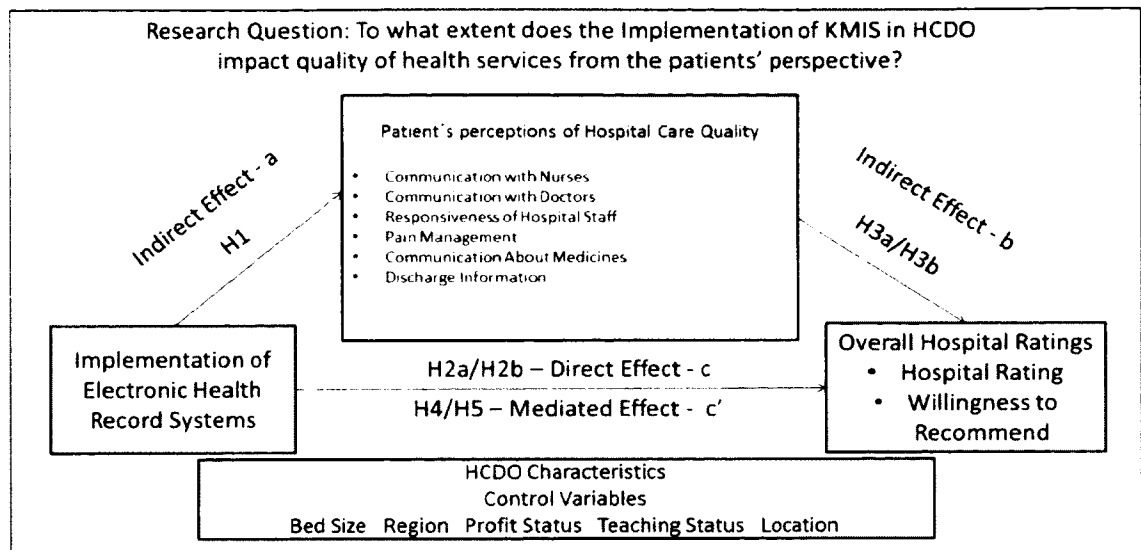 Research Question: To what extent does the Implementation of KMIS in HCDO
impact quality of health services from the patients' perspective?
Patient's perceptions of Hospital Care Quality
• Communication with Nurses
• Communication with Doctors
• Responsiveness of Hospital Staff
• Pain Management
• Communication About Medicines
• Discharge Information
Indirect Effect - a
H1
Indirect Effect - b
H3a/H3b
Implementation of
Electronic Health
Record Systems
H2a/H2b – Direct Effect - c
H4/H5 – Mediated Effect - c'
Overall Hospital Ratings
• Hospital Rating
• Willingness to
Recommend
HCDO Characteristics
Control Variables
Bed Size Region Profit Status Teaching Status Location